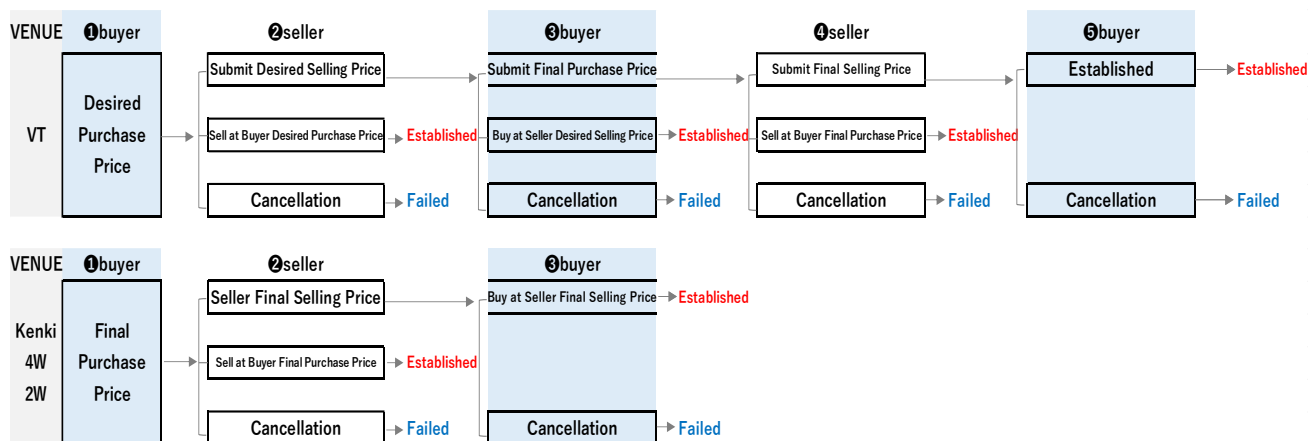 VENUE ❶buyer ❷seller ❸buyer ❹seller ❺buyer
Submit Desired Selling Price Submit Final Purchase Price Submit Final Selling Price Established Established
VT Desired Purchase Price Sell at Buyer Desired Purchase Price Established Buy at Seller Desired Selling Price Established Sell at Buyer Final Purchase Price Established
Cancellation Failed Cancellation Failed Cancellation Failed Cancellation Failed
VENUE ❶buyer ❷seller ❸buyer
Seller Final Selling Price Buy at Seller Final Selling Price Established
Kenki Final
4W Purchase Sell at Buyer Final Purchase Price Established
2W Price
Cancellation Failed Cancellation Failed